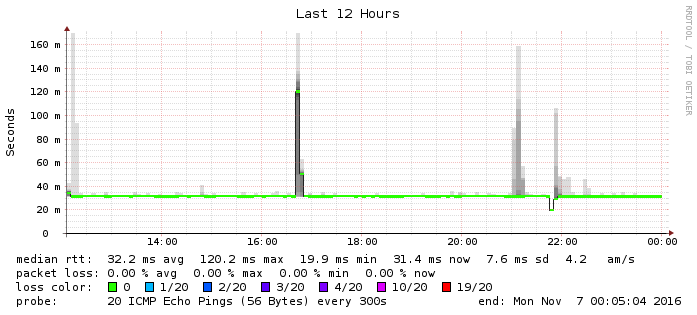 Last 12 Hours
RRDTOOL / TOBI OETIKER
Seconds
160 m
140 m
120 m
100 m
80 m
60 m
40 m
20 m
0
14:00 16:00 18:00 20:00 22:00 00:00
median rtt: 32.2 ms avg 120.2 ms max 19.9 ms min 31.4 ms now 7.6 ms sd 4.2 am/s
packet loss: 0.00 % avg 0.00 % max 0.00 % min 0.00 % now
loss color: 0 1/20 2/20 3/20 4/20 10/20 19/20
probe: 20 ICMP Echo Pings (56 Bytes) every 300s end: Mon Nov 7 00:05:04 2016